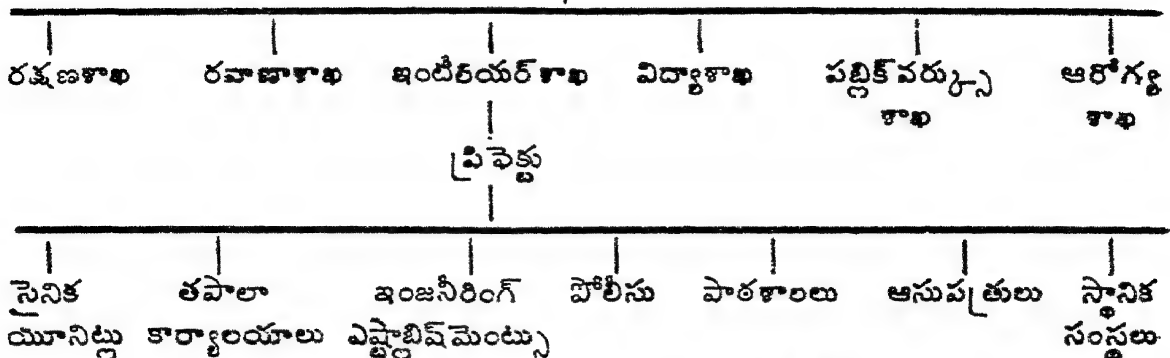 రక్షణశాఖ రవాణాశాఖ ఇంటీరియర్ శాఖ విద్యాశాఖ పబ్లిక్ వర్క్సు ఆరోగ్య
శాఖ శాఖ
ప్రిఫెక్టు
సైనిక తపాలా ఇంజనీరింగ్ పోలీసు పాఠశాలలు ఆసుపత్రులు స్థానిక
యూనిట్లు కార్యాలయాలు ఎష్టాబ్లిష్‌మెంట్సు సంస్థలు